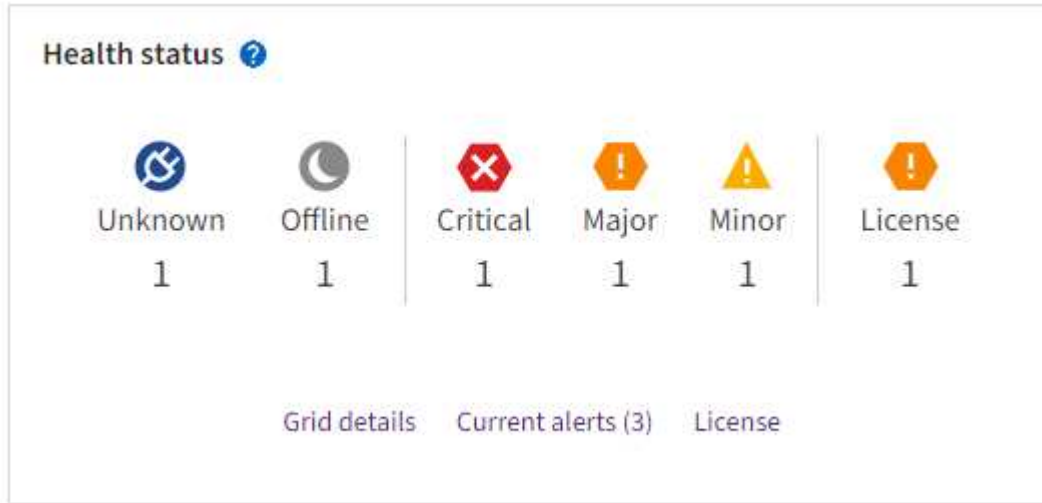 Health status ?
Unknown Offline Critical Major Minor License
1 1 1 1 1 1
Grid details Current alerts (3) License